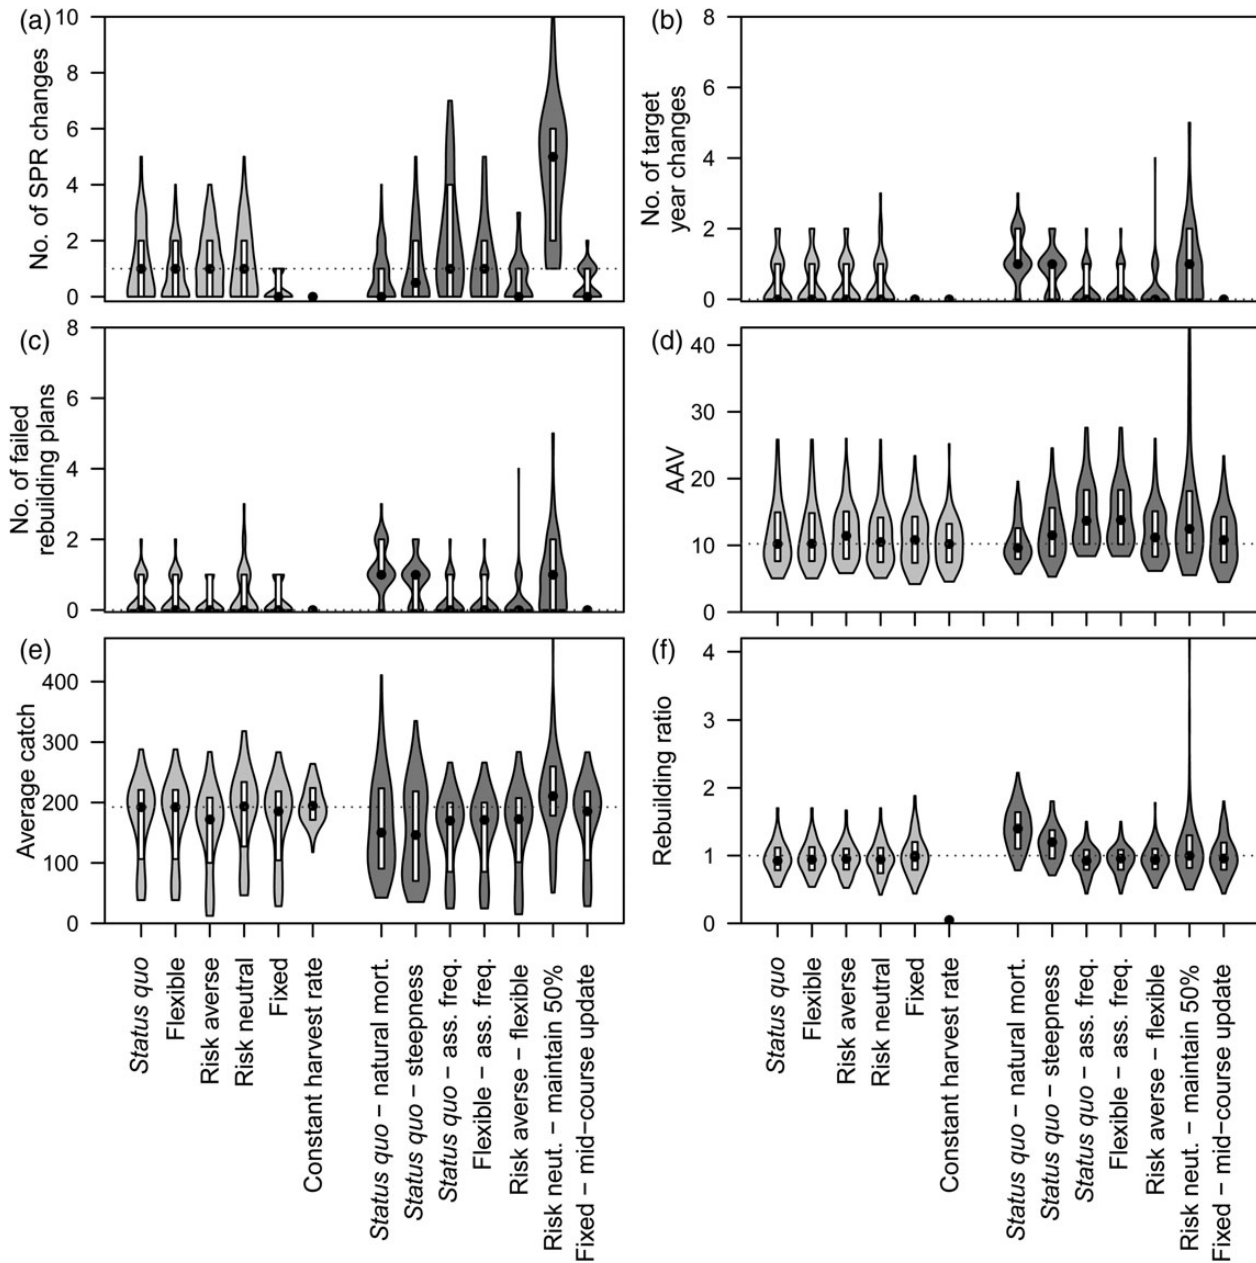 (a)
No. of SPR changes
10
8
6
4
2
0
(b)
No. of target
year changes
8
6
4
2
0
(c)
No. of failed
rebuilding plans
8
6
4
2
0
(d)
AAV
40
30
20
10
0
(e)
Average catch
400
300
200
100
0
(f)
Rebuilding ratio
4
3
2
1
0
Status quo
Flexible
Risk averse
Risk neutral
Fixed
Constant harvest rate
Status quo − natural mort.
Status quo − steepness
Status quo − ass. freq.
Flexible − ass. freq.
Risk averse − flexible
Risk neut. − maintain 50%
Fixed − mid−course update
Status quo
Flexible
Risk averse
Risk neutral
Fixed
Constant harvest rate
Status quo − natural mort.
Status quo − steepness
Status quo − ass. freq.
Flexible − ass. freq.
Risk averse − flexible
Risk neut. − maintain 50%
Fixed − mid−course update